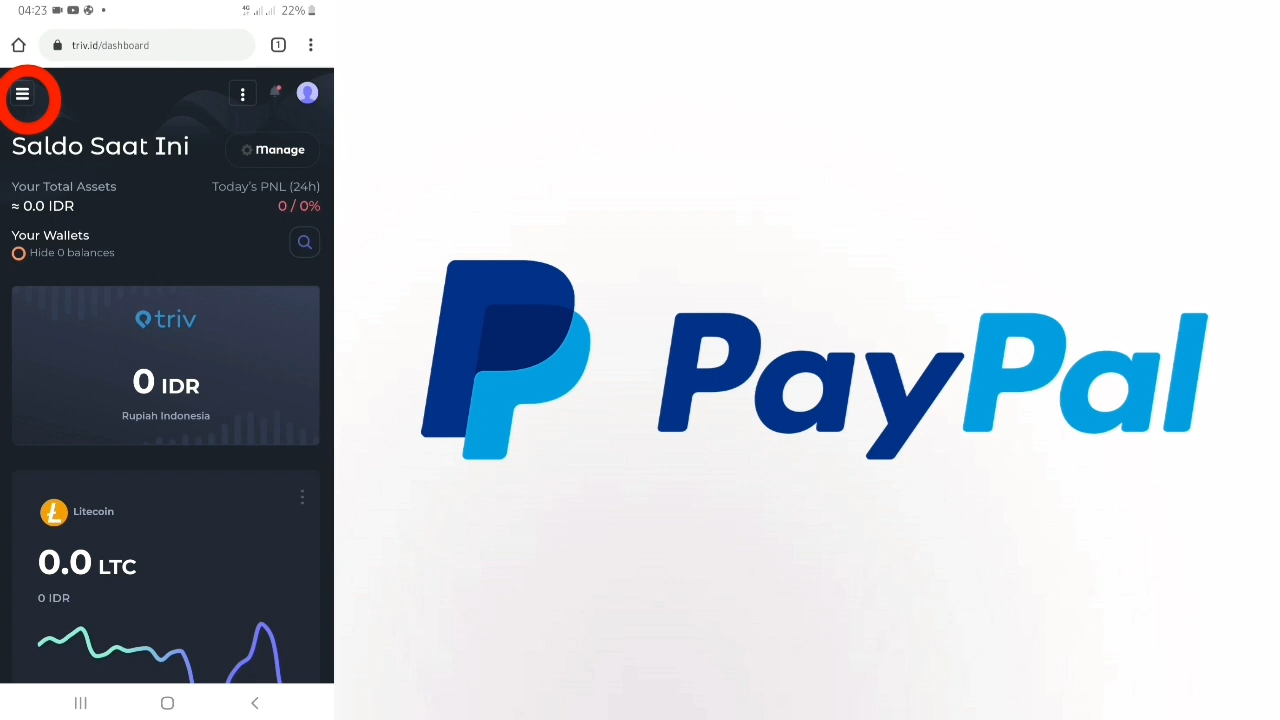 04:23
4G
22%
triv.id/dashboard
1
Saldo Saat Ini
Manage
Your Total Assets
Today's PNL (24h)
≈ 0.0 IDR
0 / 0%
Your Wallets
Hide 0 balances
triv
0 IDR
Rupiah Indonesia
Litecoin
0.0 LTC
0 IDR
PayPal